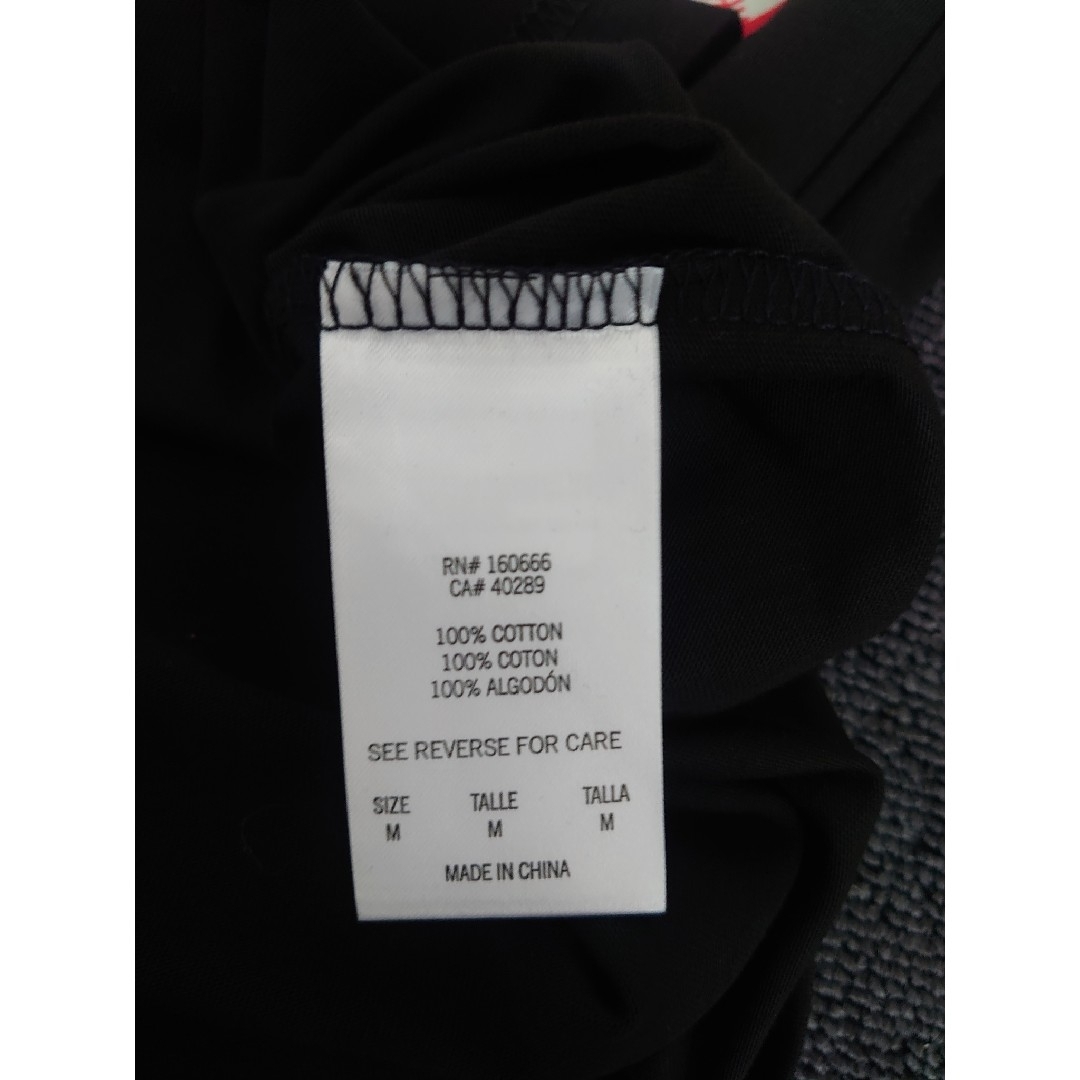 RN# 160666
CA# 40289
100% COTTON
100% COTON
100% ALGODÓN
SEE REVERSE FOR CARE
SIZE TALLE TALLA
M M M
MADE IN CHINA